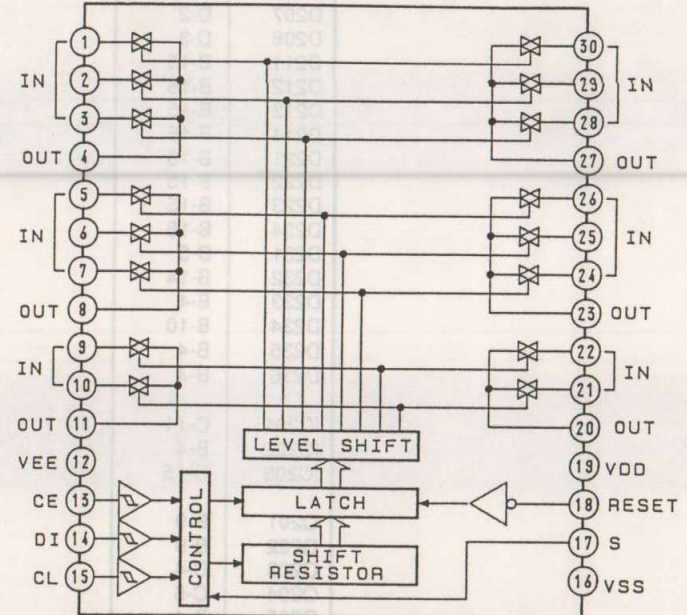 1
IN
2
3
OUT 4
5
IN 6
7
OUT 8
9
IN
10
OUT 11
VEE 12
CE 13
DI 14
CL 15
30
29 IN
28
27 OUT
26
25 IN
24
23 OUT
22
IN
21
20 OUT
19 VDD
18 RESET
17 S
16 VSS
LEVEL SHIFT
LATCH
SHIFT
RESISTOR
CONTROL